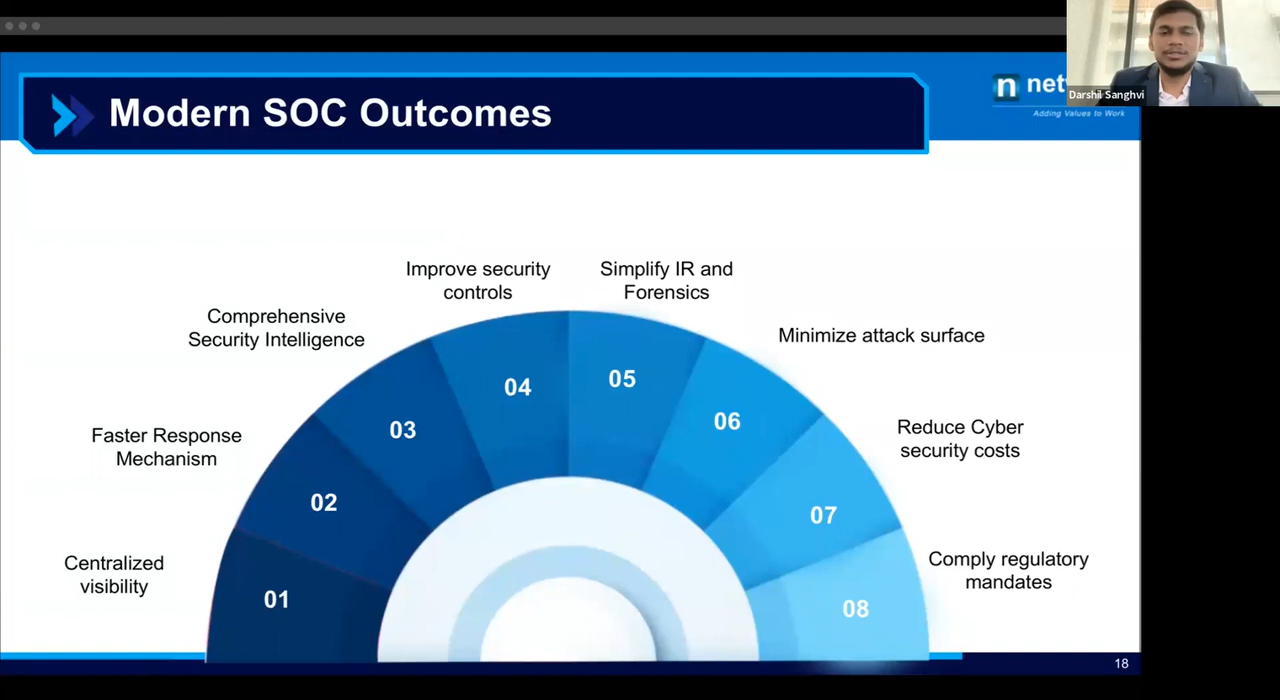 Modern SOC Outcomes
n
Adding Values to Work
Darshil Sanghvi
Improve security
controls
Simplify IR and
Forensics
Comprehensive
Security Intelligence
Minimize attack surface
Faster Response
Mechanism
Reduce Cyber
security costs
Centralized
visibility
Comply regulatory
mandates
01
02
03
04
05
06
07
08
18